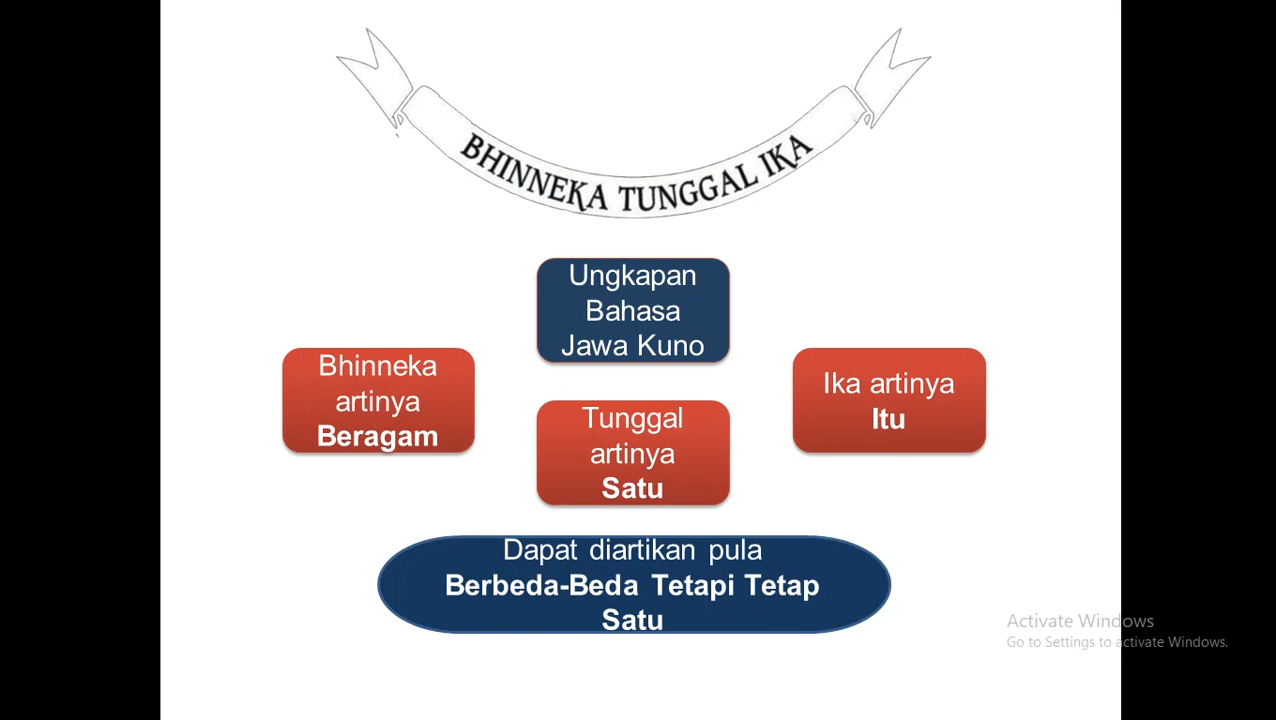 BHINNEKA TUNGGAL IKA
Ungkapan
Bahasa
Jawa Kuno
Bhinneka
artinya
Beragam
Tunggal
artinya
Satu
Ika artinya
Itu
Dapat diartikan pula
Berbeda-Beda Tetapi Tetap
Satu
Activate Windows
Go to Settings to activate Windows.